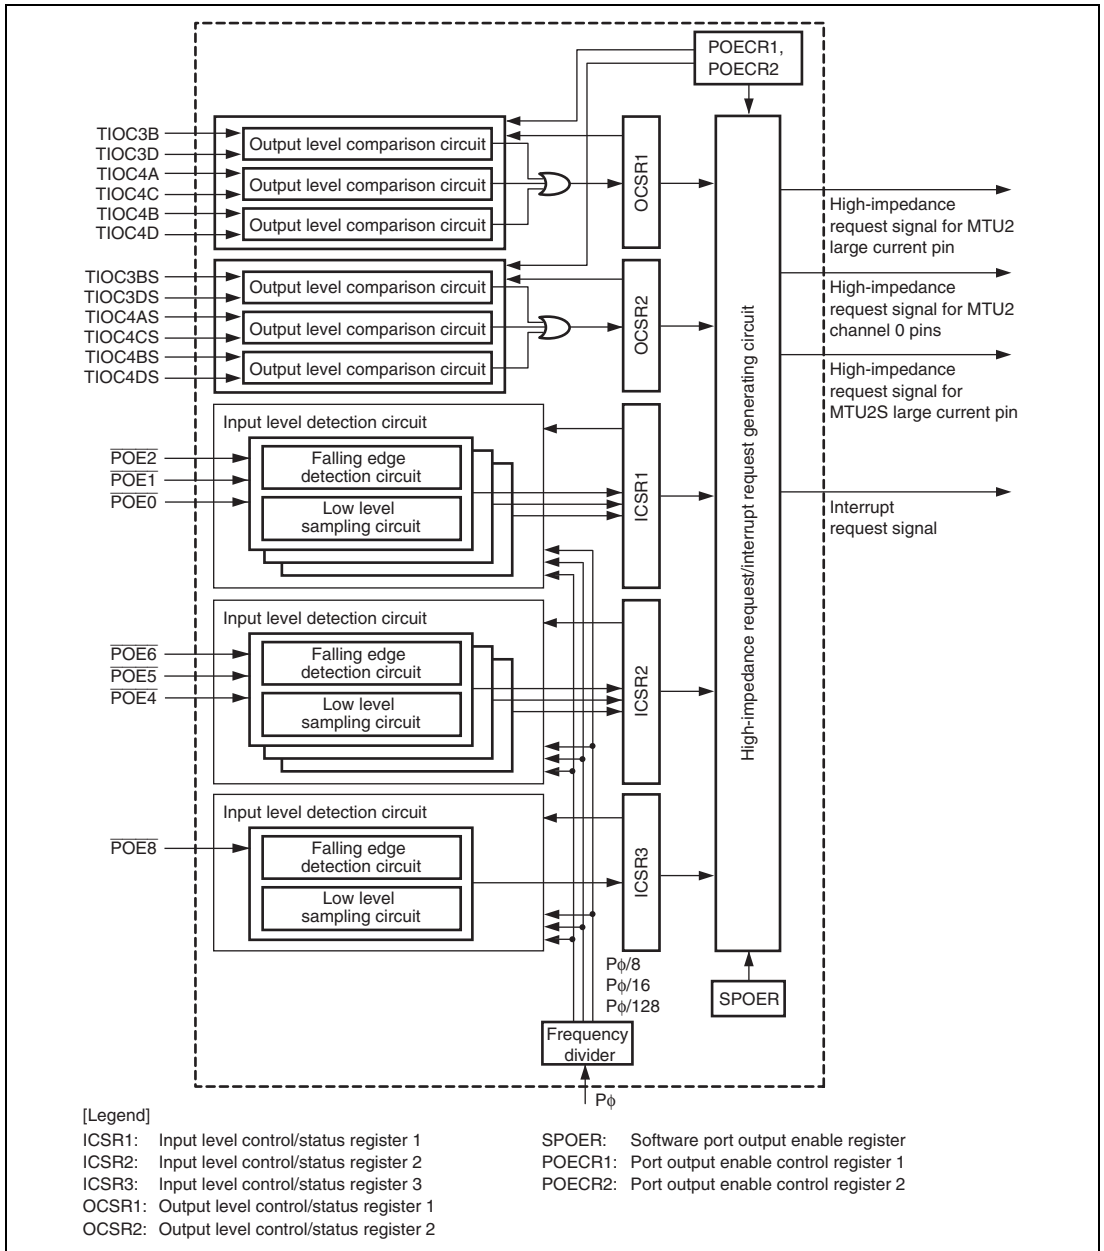 POECR1,
POECR2
TIOC3B
TIOC3D
TIOC4A
TIOC4C
TIOC4B
TIOC4D
Output level comparison circuit
Output level comparison circuit
Output level comparison circuit
OCSR1
TIOC3BS
TIOC3DS
TIOC4AS
TIOC4CS
TIOC4BS
TIOC4DS
Output level comparison circuit
Output level comparison circuit
Output level comparison circuit
OCSR2
High-impedance request/interrupt request generating circuit
High-impedance
request signal for MTU2
large current pin
High-impedance
request signal for MTU2
channel 0 pins
High-impedance
request signal for
MTU2S large current pin
Interrupt
request signal
Input level detection circuit
POE2
POE1
POE0
Falling edge
detection circuit
Low level
sampling circuit
ICSR1
Input level detection circuit
POE6
POE5
POE4
Falling edge
detection circuit
Low level
sampling circuit
ICSR2
Input level detection circuit
POE8
Falling edge
detection circuit
Low level
sampling circuit
ICSR3
Pφ/8
Pφ/16
Pφ/128
SPOER
Frequency
divider
Pφ
[Legend]
ICSR1: Input level control/status register 1
ICSR2: Input level control/status register 2
ICSR3: Input level control/status register 3
OCSR1: Output level control/status register 1
OCSR2: Output level control/status register 2
SPOER: Software port output enable register
POECR1: Port output enable control register 1
POECR2: Port output enable control register 2